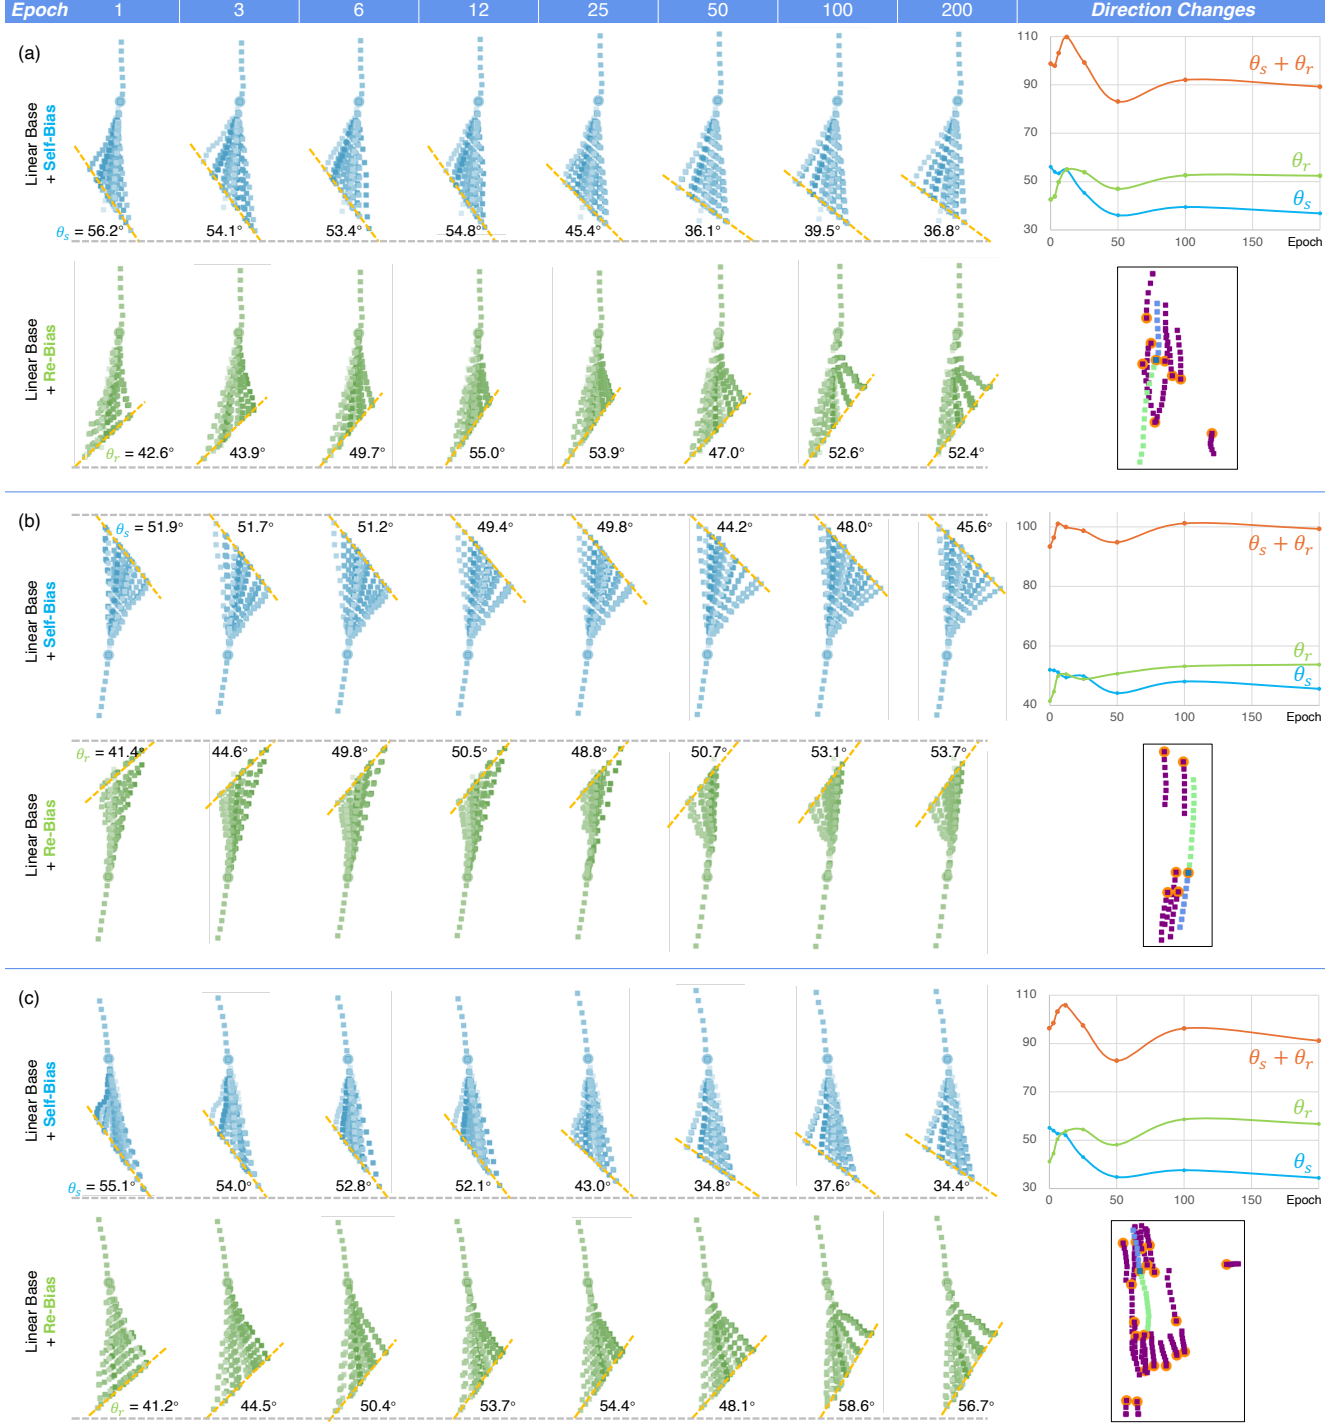 Epoch 1 3 6 12 25 50 100 200 Direction Changes
(a)
Linear Base
+ Self-Bias
θs = 56.2° 54.1° 53.4° 54.8° 45.4° 36.1° 39.5° 36.8°
110
90
70
50
30
0 50 100 150 Epoch
θs + θr
θr
θs
Linear Base
+ Re-Bias
θr = 42.6° 43.9° 49.7° 55.0° 53.9° 47.0° 52.6° 52.4°
(b)
Linear Base
+ Self-Bias
θs = 51.9° 51.7° 51.2° 49.4° 49.8° 44.2° 48.0° 45.6°
100
80
60
40
0 50 100 150 Epoch
θs + θr
θr
θs
Linear Base
+ Re-Bias
θr = 41.4° 44.6° 49.8° 50.5° 48.8° 50.7° 53.1° 53.7°
(c)
Linear Base
+ Self-Bias
θs = 55.1° 54.0° 52.8° 52.1° 43.0° 34.8° 37.6° 34.4°
110
90
70
50
30
0 50 100 150 Epoch
θs + θr
θr
θs
Linear Base
+ Re-Bias
θr = 41.2° 44.5° 50.4° 53.7° 54.4° 48.1° 58.6° 56.7°